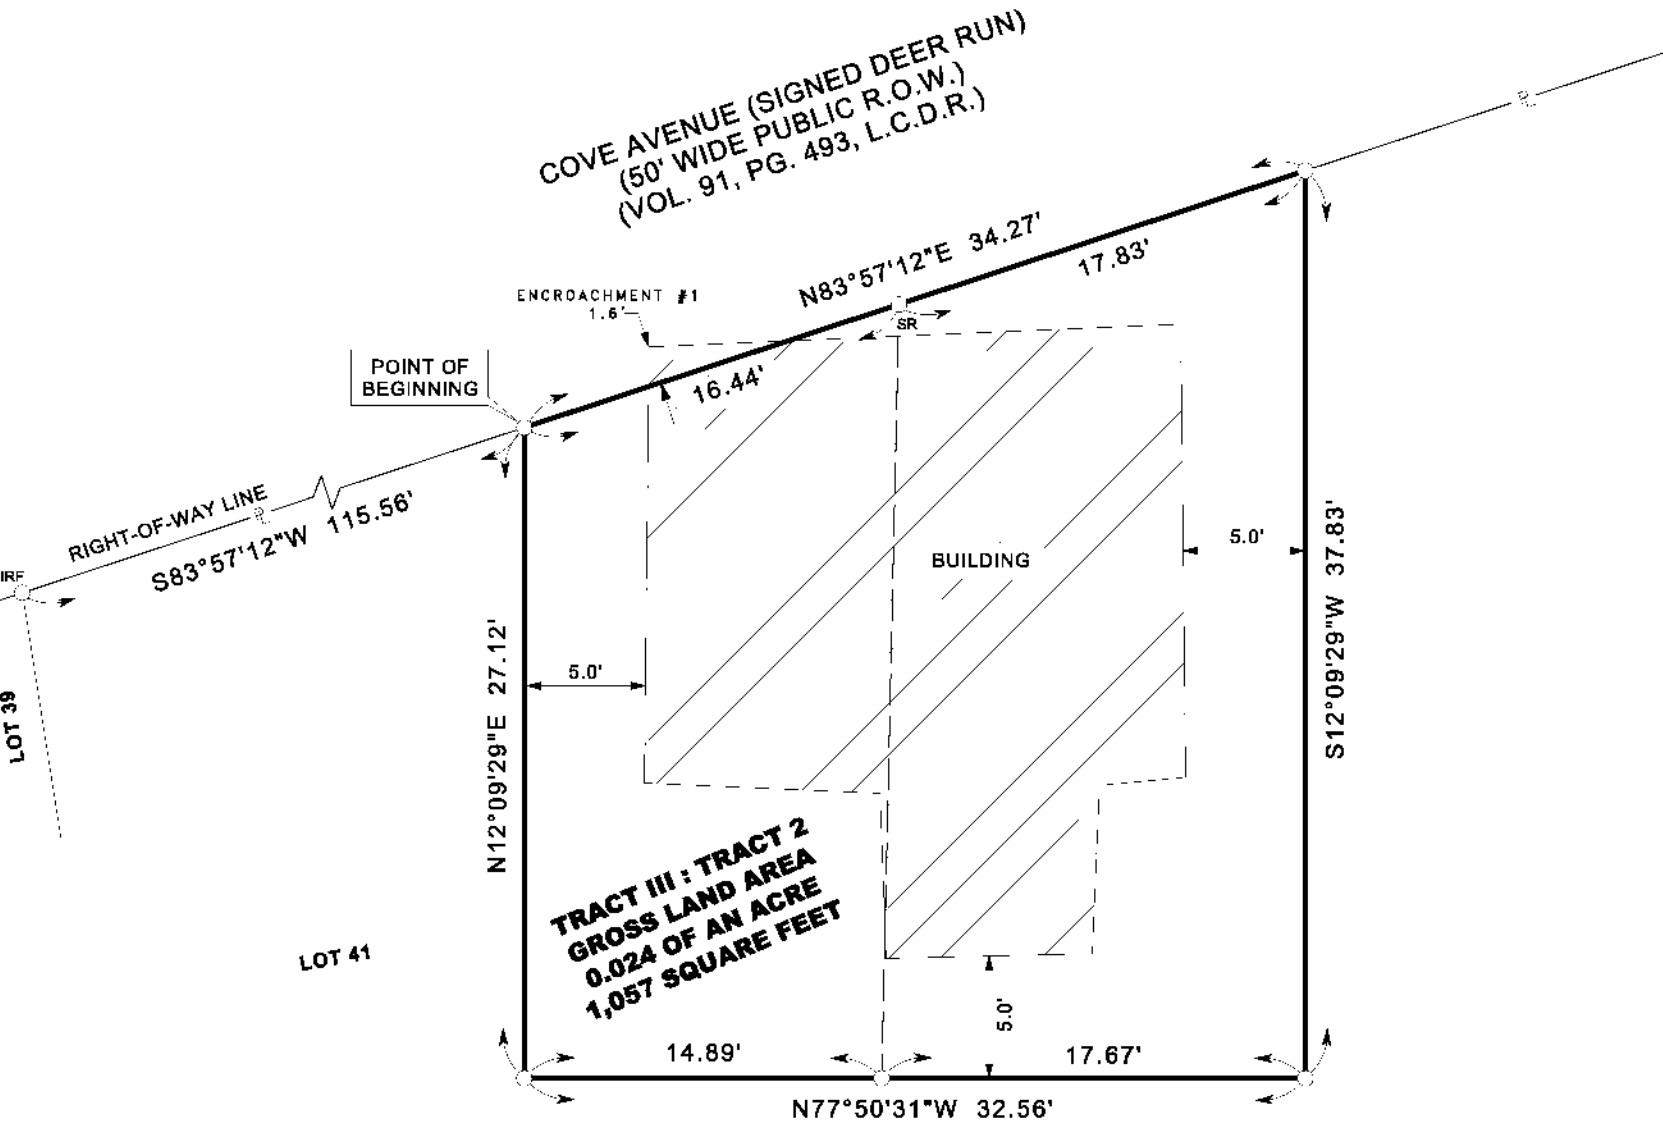 COVE AVENUE (SIGNED DEER RUN)
(50' WIDE PUBLIC R.O.W.)
(VOL. 91, PG. 493, L.C.D.R.)
N83°57'12"E 34.27'
17.83'
ENCROACHMENT #1
1.6'
SR
POINT OF
BEGINNING
16.44'
RIGHT-OF-WAY LINE
S83°57'12"W 115.56'
IRF
BUILDING
5.0'
S12°09'29"W 37.83'
N12°09'29"E 27.12'
5.0'
LOT 39
TRACT III : TRACT 2
GROSS LAND AREA
0.024 OF AN ACRE
1,057 SQUARE FEET
LOT 41
5.0'
14.89'
17.67'
N77°50'31"W 32.56'